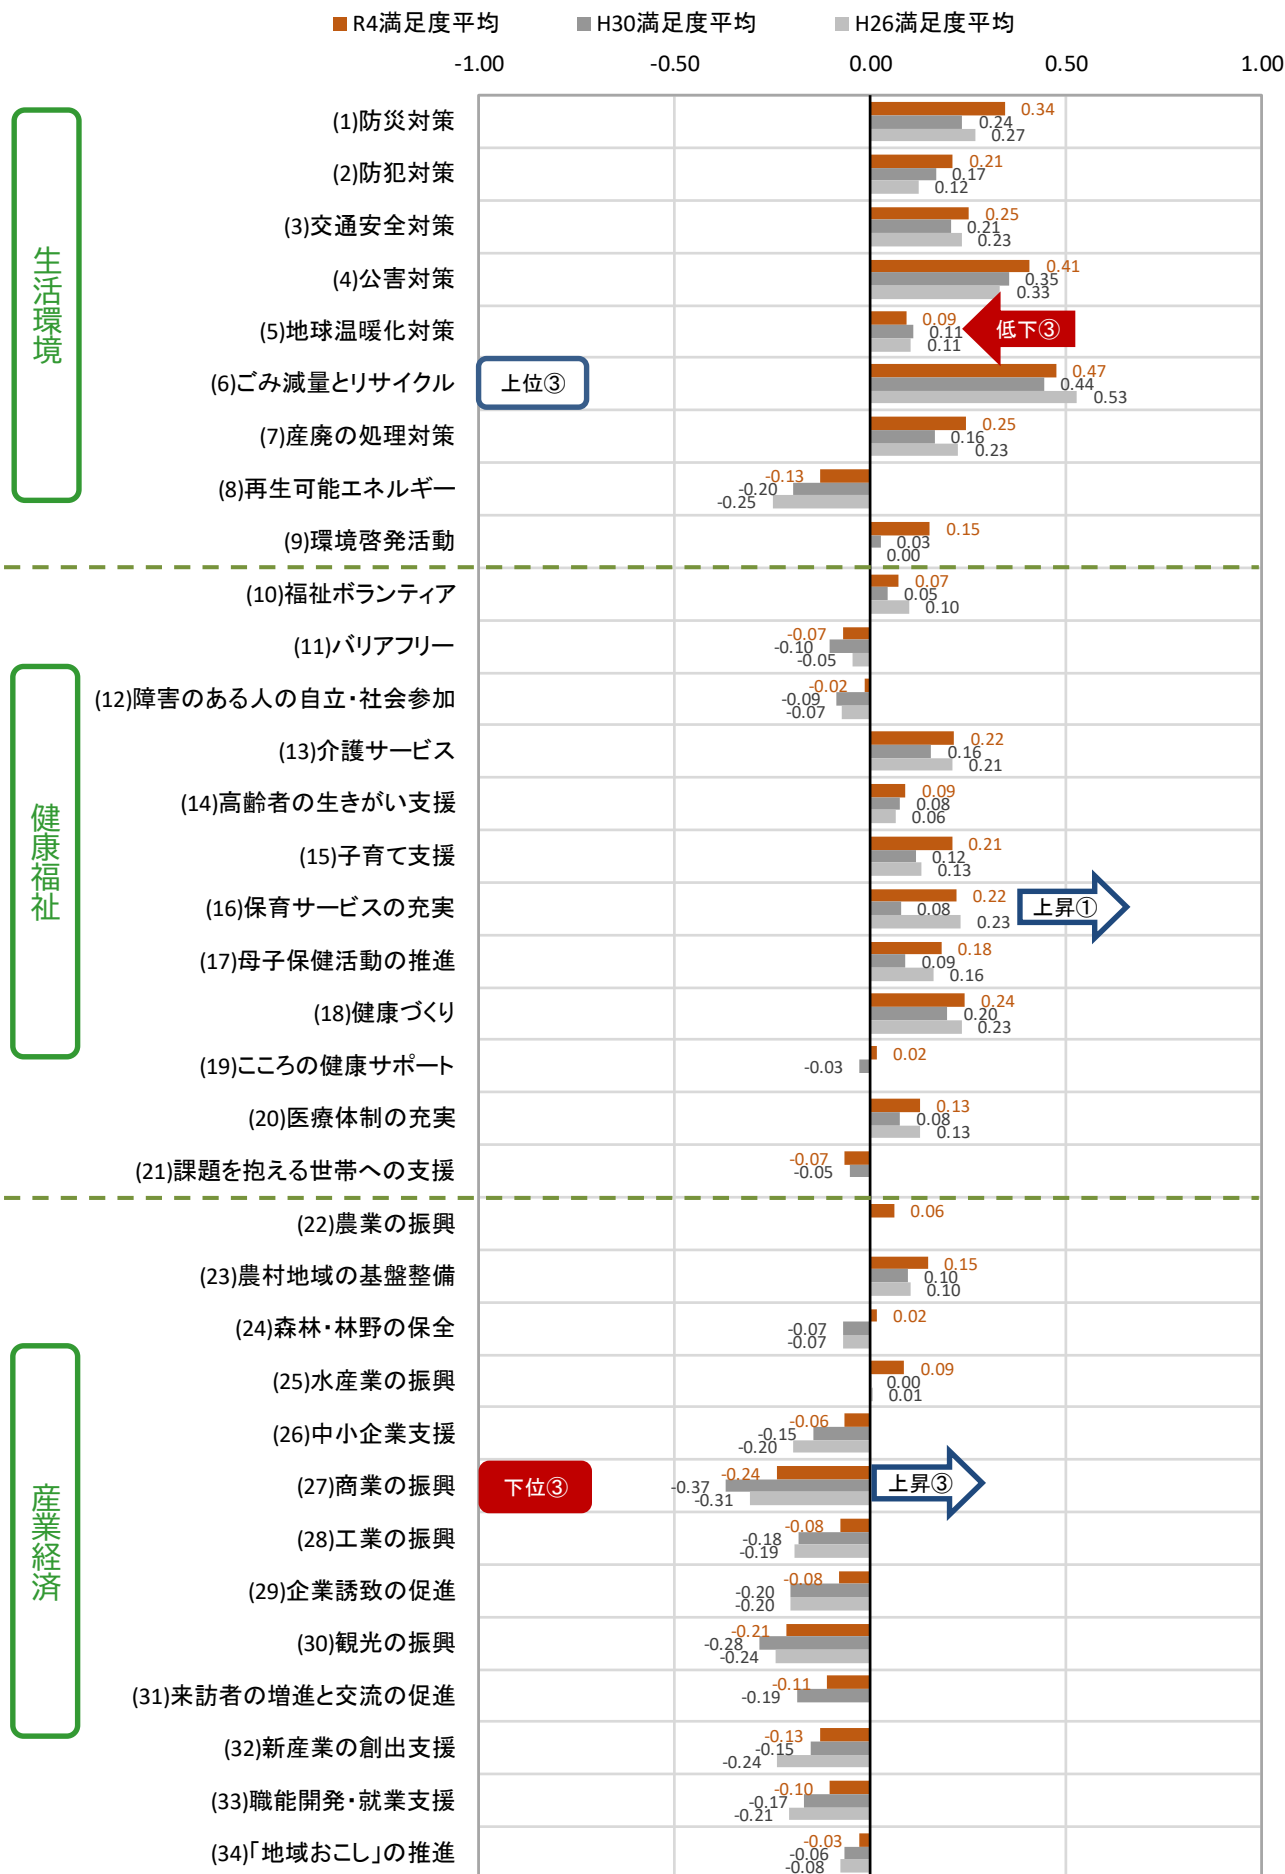 R4満足度平均 H30満足度平均 H26満足度平均
-1.00 -0.50 0.00 0.50 1.00
生活環境
(1)防災対策 0.34 0.24 0.27
(2)防犯対策 0.21 0.17 0.12
(3)交通安全対策 0.25 0.21 0.23
(4)公害対策 0.41 0.35 0.33
(5)地球温暖化対策 0.09 0.11 0.11 低下③
(6)ごみ減量とリサイクル 上位③ 0.47 0.44 0.53
(7)産廃の処理対策 0.25 0.16 0.23
(8)再生可能エネルギー -0.13 -0.20 -0.25
(9)環境啓発活動 0.15 0.03 0.00
健康福祉
(10)福祉ボランティア 0.07 0.05 0.10
(11)バリアフリー -0.07 -0.10 -0.05
(12)障害のある人の自立・社会参加 -0.02 -0.09 -0.07
(13)介護サービス 0.22 0.16 0.21
(14)高齢者の生きがい支援 0.09 0.08 0.06
(15)子育て支援 0.21 0.12 0.13
(16)保育サービスの充実 0.22 0.08 0.23 上昇①
(17)母子保健活動の推進 0.18 0.09 0.16
(18)健康づくり 0.24 0.20 0.23
(19)こころの健康サポート 0.02 -0.03
(20)医療体制の充実 0.13 0.08 0.13
(21)課題を抱える世帯への支援 -0.07 -0.05
産業経済
(22)農業の振興 0.06
(23)農村地域の基盤整備 0.15 0.10 0.10
(24)森林・林野の保全 0.02 -0.07 -0.07
(25)水産業の振興 0.09 0.00 0.01
(26)中小企業支援 -0.06 -0.15 -0.20
(27)商業の振興 下位③ -0.24 -0.37 -0.31 上昇③
(28)工業の振興 -0.08 -0.18 -0.19
(29)企業誘致の促進 -0.08 -0.20 -0.20
(30)観光の振興 -0.21 -0.28 -0.24
(31)来訪者の増進と交流の促進 -0.11 -0.19
(32)新産業の創出支援 -0.13 -0.15 -0.24
(33)職能開発・就業支援 -0.10 -0.17 -0.21
(34)「地域おこし」の推進 -0.03 -0.06 -0.08